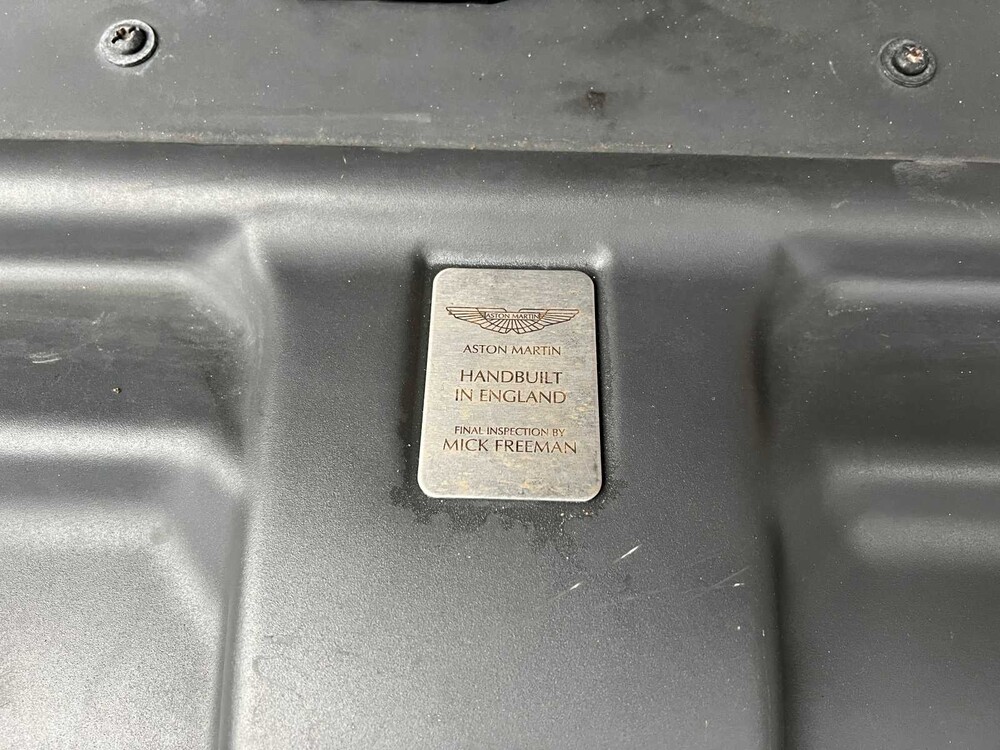 ASTON MARTIN
ASTON MARTIN
HANDBUILT
IN ENGLAND
FINAL INSPECTION BY
MICK FREEMAN